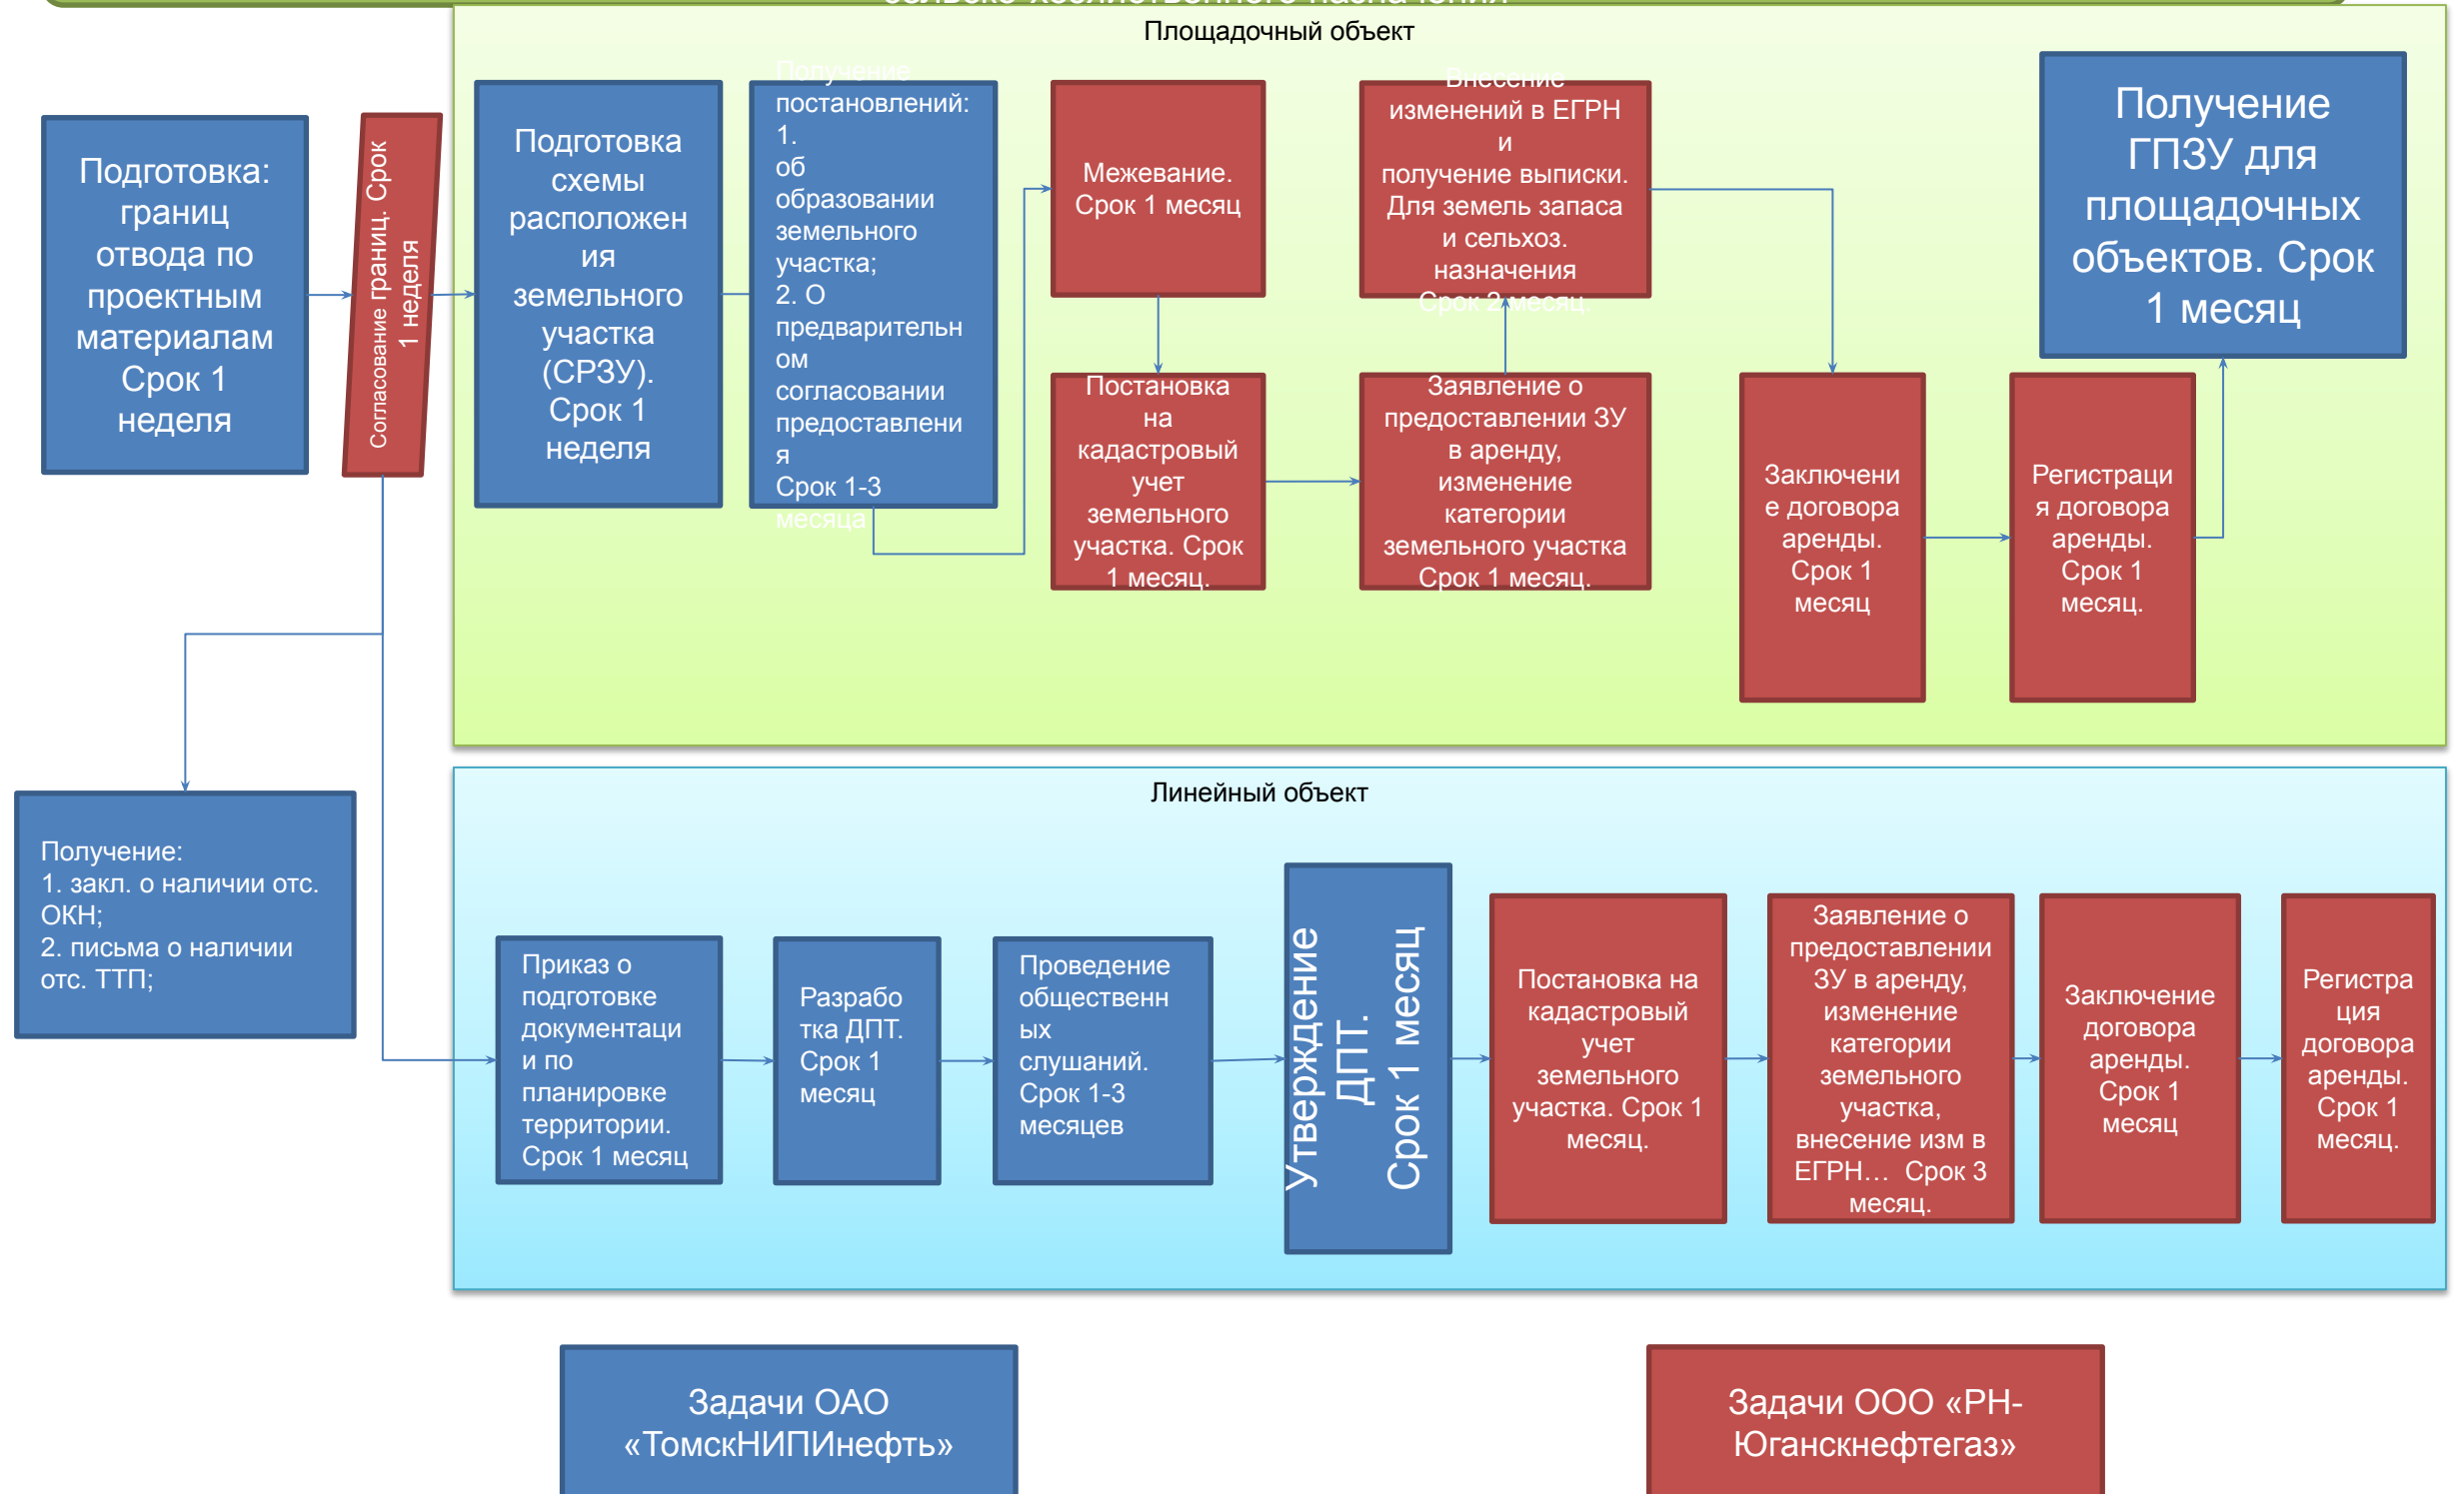 сельско-хозяйственного назначения
Площадочный объект
Подготовка:
границ
отвода по
проектным
материалам
Срок 1
неделя
Согласование границ. Срок
1 неделя
Подготовка
схемы
расположен
ия
земельного
участка
(СРЗУ).
Срок 1
неделя
Получение
постановлений:
1.
об
образовании
земельного
участка;
2. О
предварительн
ом
согласовании
предоставлени
я
Срок 1-3
месяца
Межевание.
Срок 1 месяц
Постановка
на
кадастровый
учет
земельного
участка. Срок
1 месяц.
Внесение
изменений в ЕГРН
и
получение выписки.
Для земель запаса
и сельхоз.
назначения
Срок 2 месяц.
Заявление о
предоставлении ЗУ
в аренду,
изменение
категории
земельного участка
Срок 1 месяц.
Заключени
е договора
аренды.
Срок 1
месяц
Регистраци
я договора
аренды.
Срок 1
месяц.
Получение
ГПЗУ для
площадочных
объектов. Срок
1 месяц
Получение:
1. закл. о наличии отс.
ОКН;
2. письма о наличии
отс. ТТП;
Линейный объект
Приказ о
подготовке
документаци
и по
планировке
территории.
Срок 1 месяц
Разрабо
тка ДПТ.
Срок 1
месяц
Проведение
общественн
ых
слушаний.
Срок 1-3
месяцев
Утверждение
ДПТ.
Срок 1 месяц
Постановка на
кадастровый
учет
земельного
участка. Срок 1
месяц.
Заявление о
предоставлении
ЗУ в аренду,
изменение
категории
земельного
участка,
внесение изм в
ЕГРН… Срок 3
месяц.
Заключение
договора
аренды.
Срок 1
месяц
Регистра
ция
договора
аренды.
Срок 1
месяц.
Задачи ОАО
«ТомскНИПИнефть»
Задачи ООО «РН-
Юганскнефтегаз»